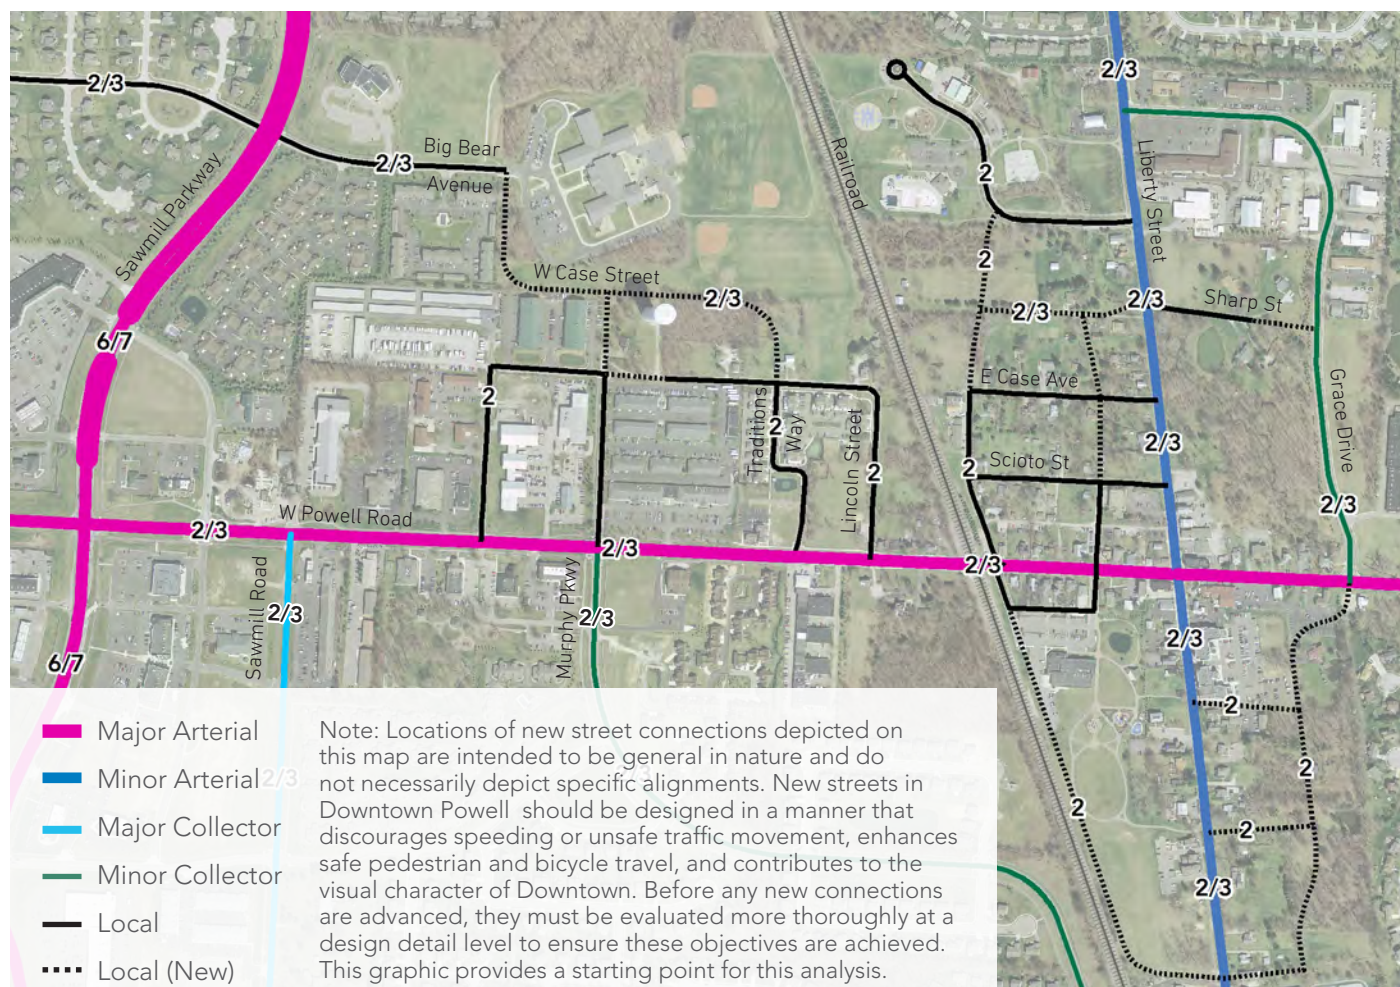 2/3
2/3
2/3
Big Bear
Avenue
Sawmill Parkway
Railroad
2
Liberty Street
2
W Case Street
2/3
2/3
2/3
Sharp St
6/7
E Case Ave
2
Traditions
Way
2
Lincoln Street
2
Grace Drive
2/3
Scioto St
2
2/3
W Powell Road
2/3
2/3
2/3
Sawmill Road
2/3
Murphy Pkwy
2/3
2/3
6/7
2
2
2
2
2/3
Major Arterial
Minor Arterial
2/3
Major Collector
Minor Collector
Local
Local (New)
Note: Locations of new street connections depicted on
this map are intended to be general in nature and do
not necessarily depict specific alignments. New streets in
Downtown Powell should be designed in a manner that
discourages speeding or unsafe traffic movement, enhances
safe pedestrian and bicycle travel, and contributes to the
visual character of Downtown. Before any new connections
are advanced, they must be evaluated more thoroughly at a
design detail level to ensure these objectives are achieved.
This graphic provides a starting point for this analysis.
2/3